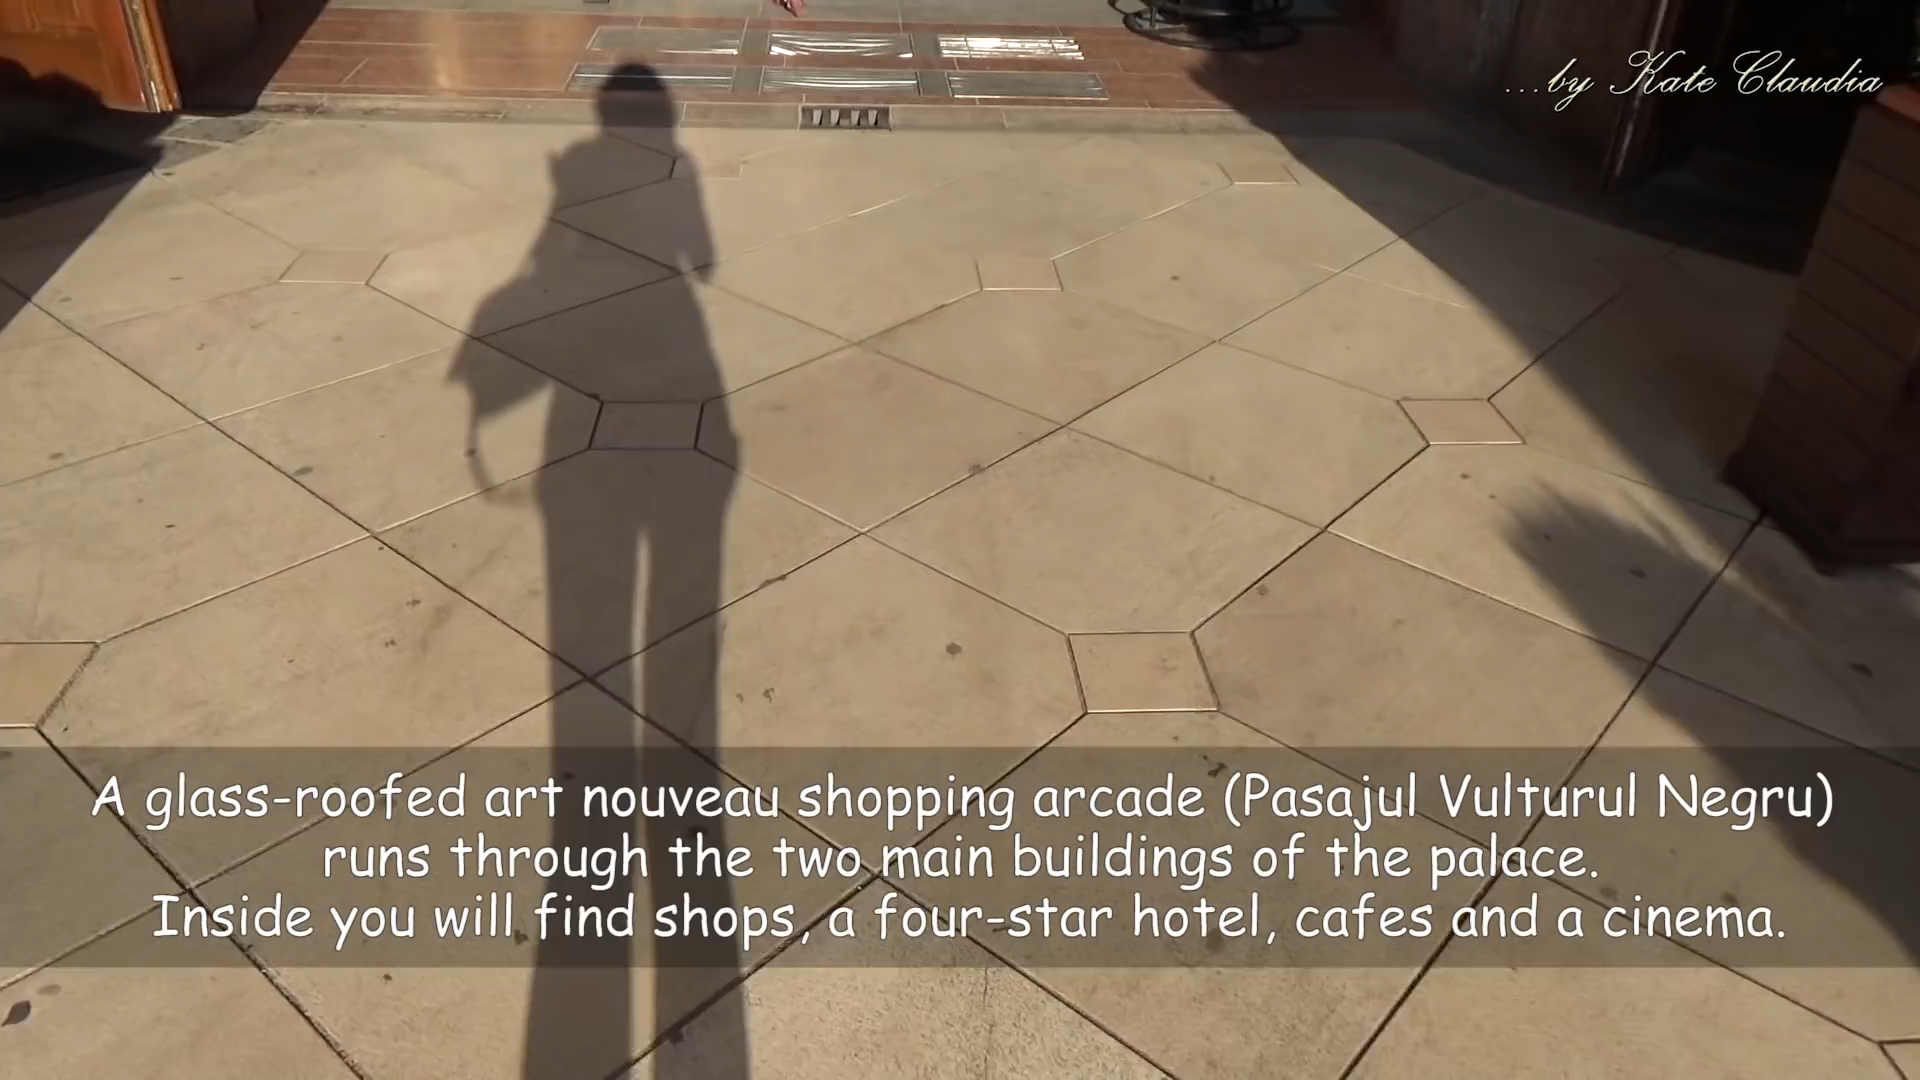 ...by Kate Claudia
A glass-roofed art nouveau shopping arcade (Pasajul Vulturul Negru)
runs through the two main buildings of the palace.
Inside you will find shops, a four-star hotel, cafes and a cinema.